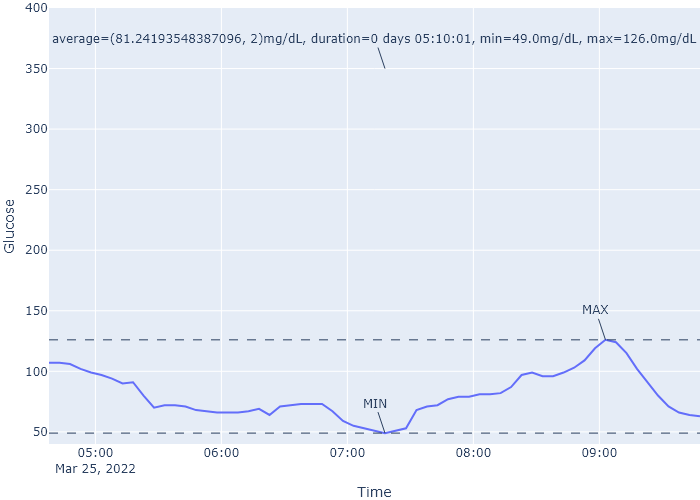 400
average=(81.24193548387096, 2)mg/dL, duration=0 days 05:10:01, min=49.0mg/dL, max=126.0mg/dL
350
300
250
Glucose
200
150
MAX
100
MIN
50
05:00 06:00 07:00 08:00 09:00
Mar 25, 2022
Time